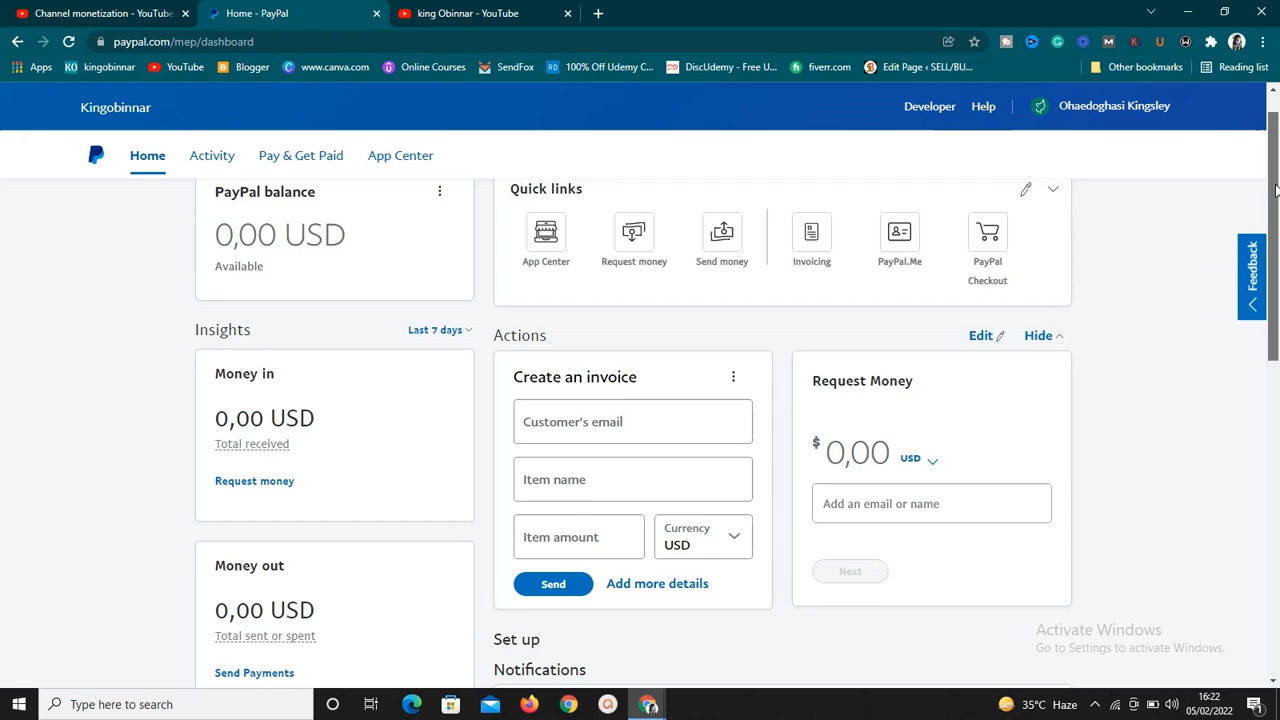 Channel monetization - YouTube
Home - PayPal
king Obinnar - YouTube
paypal.com/mep/dashboard
Apps
KO kingobinnar
YouTube
Blogger
www.canva.com
Online Courses
SendFox
RD 100% Off Udemy C...
DiscUdemy - Free U...
fiverr.com
Edit Page ‹ SELL/BU...
Other bookmarks
Reading list
Kingobinnar
Developer
Help
Ohaedoghasi Kingsley
Home
Activity
Pay & Get Paid
App Center
PayPal balance
0,00 USD
Available
Quick links
App Center
Request money
Send money
Invoicing
PayPal.Me
PayPal
Checkout
Feedback
Insights
Last 7 days
Money in
0,00 USD
Total received
Request money
Money out
0,00 USD
Total sent or spent
Send Payments
Actions
Edit
Hide
Create an invoice
Customer's email
Item name
Item amount
Currency
USD
Send
Add more details
Request Money
$ 0,00 USD
Add an email or name
Next
Set up
Notifications
Activate Windows
Go to Settings to activate Windows.
Type here to search
35°C Haze
16:22
05/02/2022